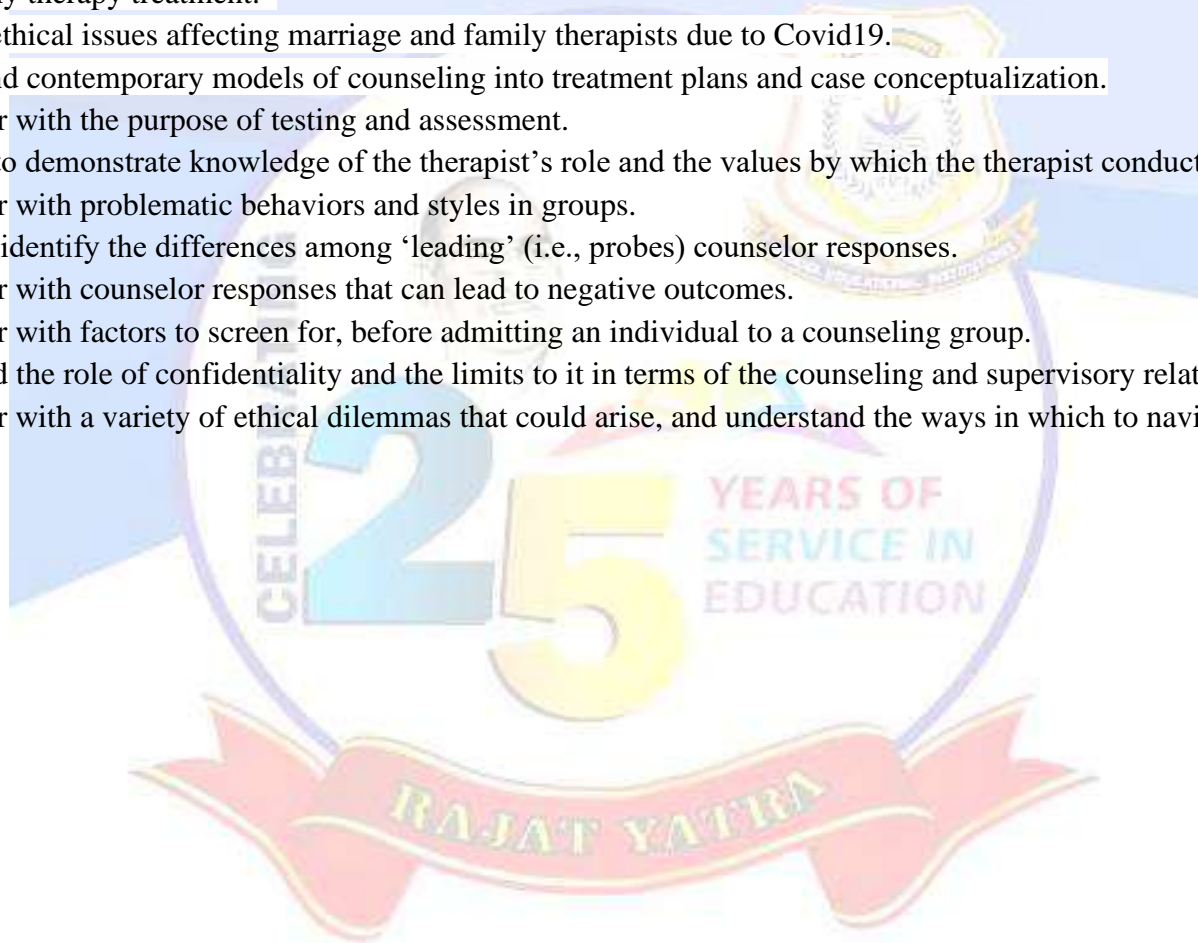 ly therapy treatment.
ethical issues affecting marriage and family therapists due to Covid19.
nd contemporary models of counseling into treatment plans and case conceptualization.
r with the purpose of testing and assessment.
to demonstrate knowledge of the therapist’s role and the values by which the therapist conduct
r with problematic behaviors and styles in groups.
identify the differences among ‘leading’ (i.e., probes) counselor responses.
r with counselor responses that can lead to negative outcomes.
r with factors to screen for, before admitting an individual to a counseling group.
d the role of confidentiality and the limits to it in terms of the counseling and supervisory relat
r with a variety of ethical dilemmas that could arise, and understand the ways in which to navi
CELEBRATING
25
YEARS OF
SERVICE IN
EDUCATION
RAJAT YATRA